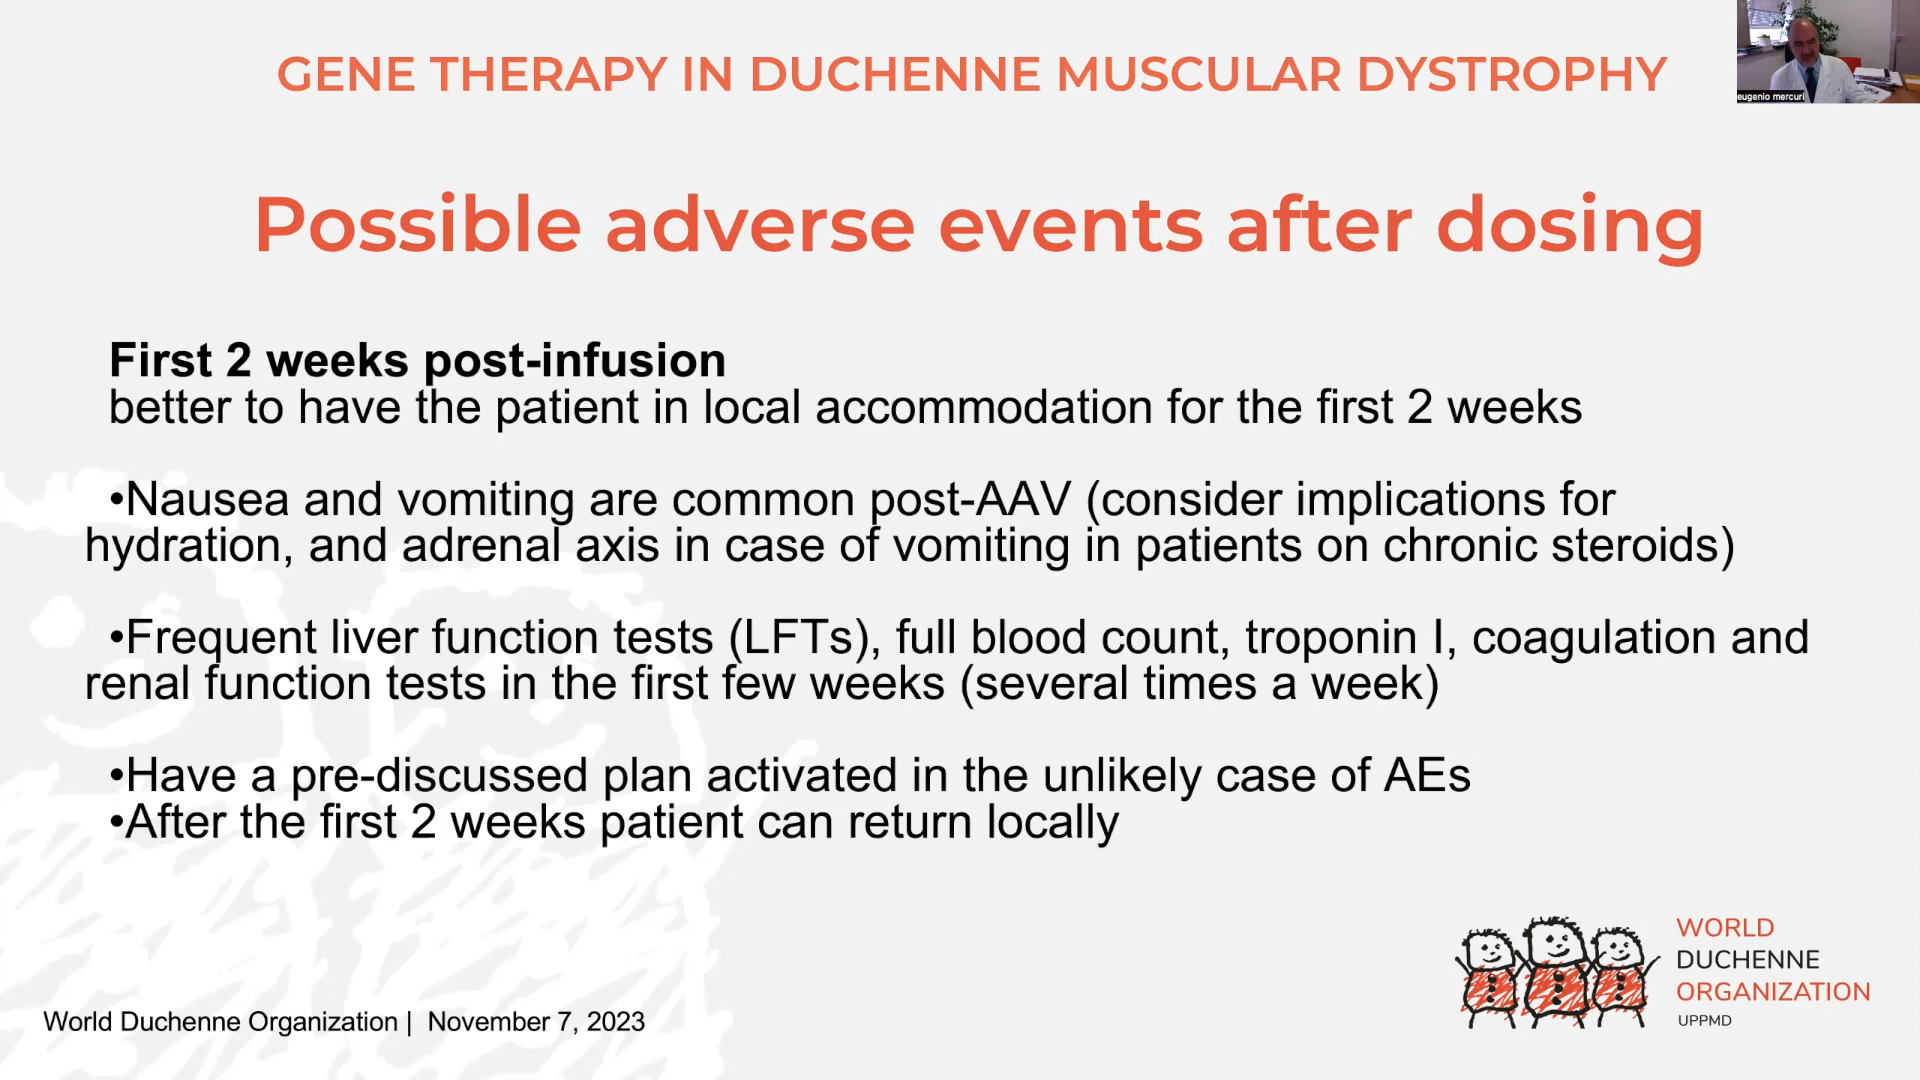 GENE THERAPY IN DUCHENNE MUSCULAR DYSTROPHY
eugenio mercuri
Possible adverse events after dosing
First 2 weeks post-infusion
better to have the patient in local accommodation for the first 2 weeks
•Nausea and vomiting are common post-AAV (consider implications for
hydration, and adrenal axis in case of vomiting in patients on chronic steroids)
•Frequent liver function tests (LFTs), full blood count, troponin I, coagulation and
renal function tests in the first few weeks (several times a week)
•Have a pre-discussed plan activated in the unlikely case of AEs
•After the first 2 weeks patient can return locally
WORLD
DUCHENNE
ORGANIZATION
UPPMD
World Duchenne Organization | November 7, 2023